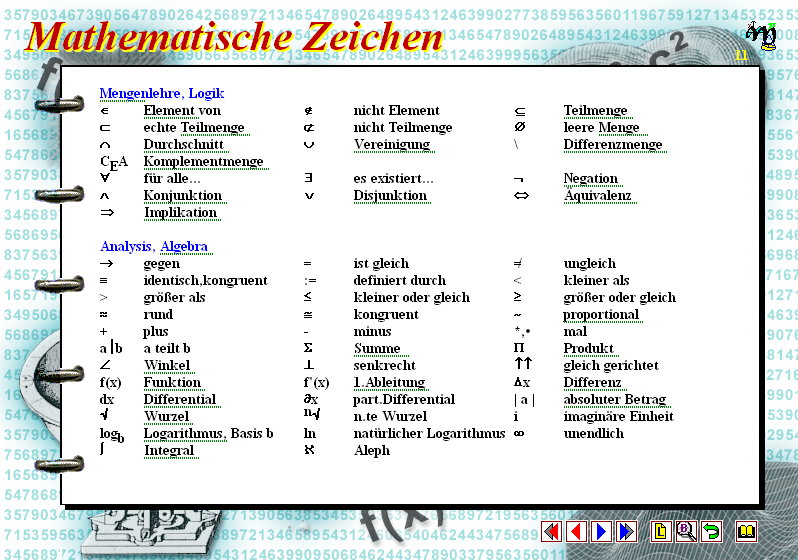 Mathematische Zeichen
11
Mengenlehre, Logik
∈ Element von ∉ nicht Element ⊆ Teilmenge
⊂ echte Teilmenge ⊄ nicht Teilmenge Ø leere Menge
∩ Durchschnitt ∪ Vereinigung \ Differenzmenge
C_E A Komplementmenge
∀ für alle... ∃ es existiert... ¬ Negation
∧ Konjunktion ∨ Disjunktion ⇔ Äquivalenz
⇒ Implikation
Analysis, Algebra
→ gegen = ist gleich ≠ ungleich
≡ identisch,kongruent := definiert durch < kleiner als
> größer als ≤ kleiner oder gleich ≥ größer oder gleich
≈ rund ≅ kongruent ~ proportional
+ plus - minus *,• mal
a|b a teilt b Σ Summe Π Produkt
∠ Winkel ⊥ senkrecht ↑↑ gleich gerichtet
f(x) Funktion f'(x) 1.Ableitung Δx Differenz
dx Differential ∂x part.Differential | a | absoluter Betrag
√ Wurzel ⁿ√ n.te Wurzel i imaginäre Einheit
log_b Logarithmus, Basis b ln natürlicher Logarithmus ∞ unendlich
∫ Integral ℵ Aleph
f(x)